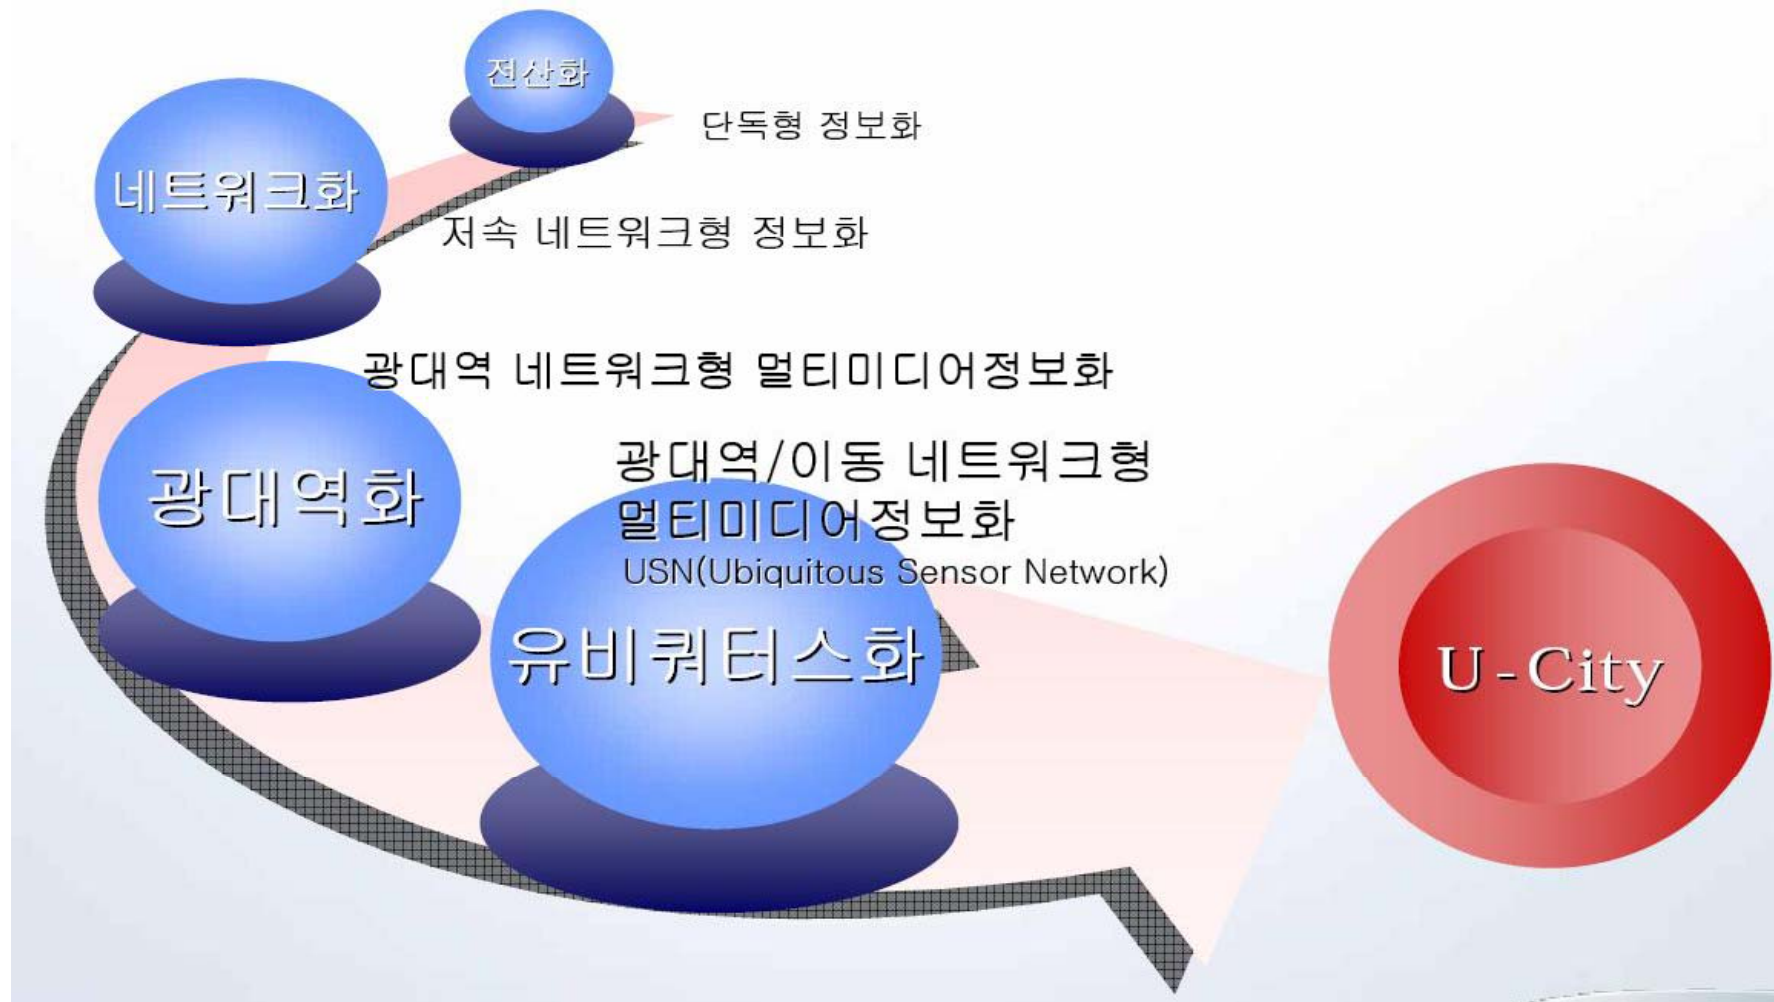 전산화
단독형 정보화
네트워크화
저속 네트워크형 정보화
광대역 네트워크형 멀티미디어정보화
광대역화
광대역/이동 네트워크형
멀티미디어정보화
USN(Ubiquitous Sensor Network)
유비쿼터스화
U-City